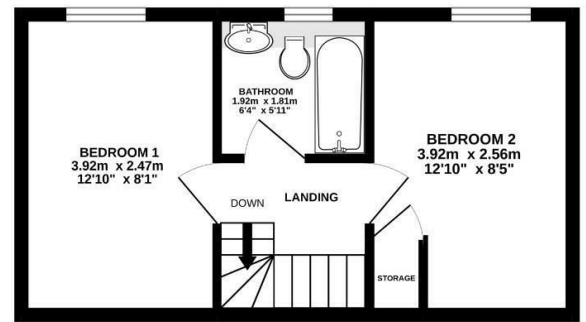 BATHROOM
1.92m x 1.81m
6'4" x 5'11"
BEDROOM 1
3.92m x 2.47m
12'10" x 8'1"
BEDROOM 2
3.92m x 2.56m
12'10" x 8'5"
DOWN
LANDING
STORAGE